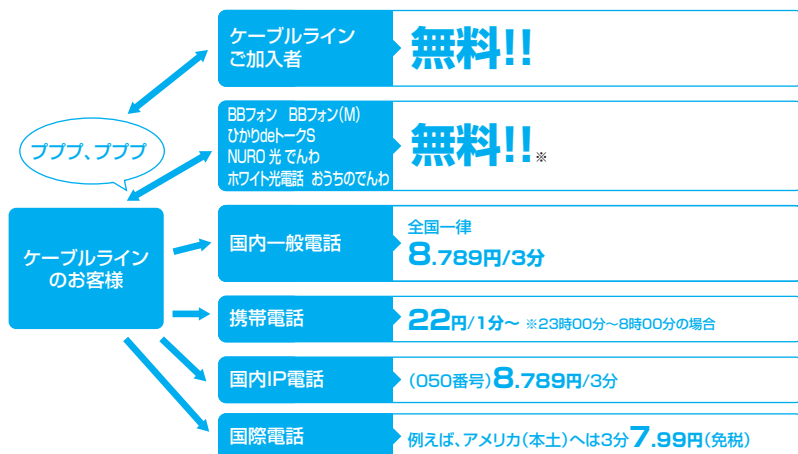 ケーブルライン
ご加入者
無料!!
BBフォン BBフォン(M)
ひかりdeトークS
NURO 光 でんわ
ホワイト光電話 おうちのでんわ
無料!!※
ププププ、プププ
ケーブルライン
のお客様
国内一般電話
全国一律
8.789円/3分
携帯電話
22円/1分～ ※23時00分～8時00分の場合
国内IP電話
(050番号)8.789円/3分
国際電話
例えば、アメリカ(本土)へは3分7.99円(免税)